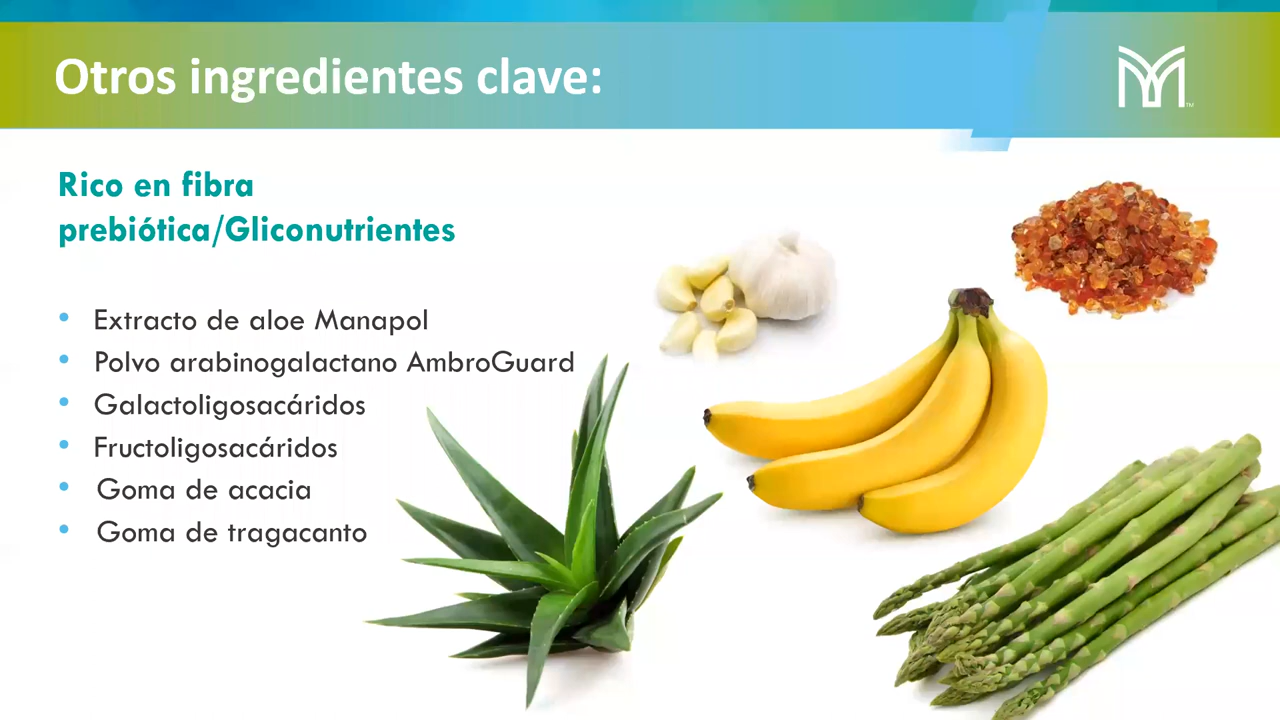 Otros ingredientes clave:
Rico en fibra
prebiótica/Gliconutrientes
• Extracto de aloe Manapol
• Polvo arabinogalactano AmbroGuard
• Galactoligosacáridos
• Fructoligosacáridos
• Goma de acacia
• Goma de tragacanto
TM